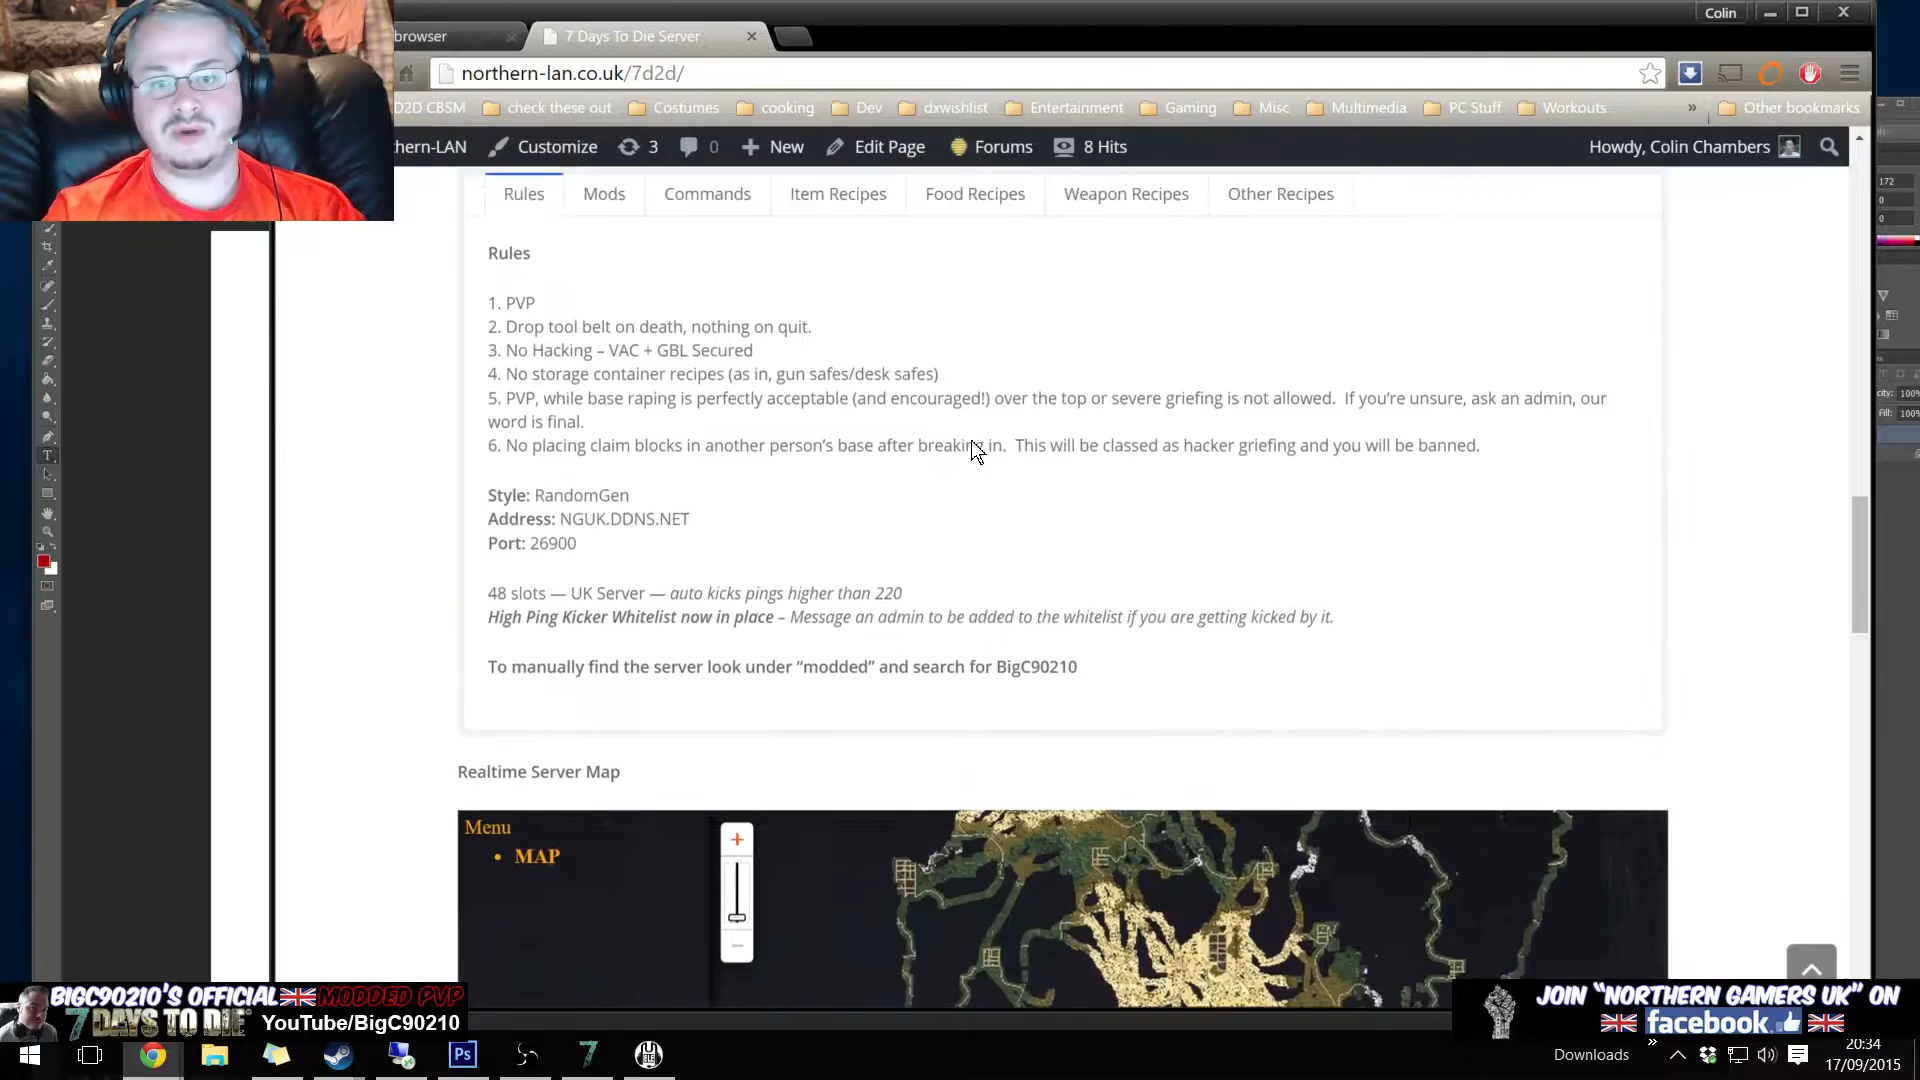 Colin
browser
7 Days To Die Server
northern-lan.co.uk/7d2d/
D2D CBSM
check these out
Costumes
cooking
Dev
dxwishlist
Entertainment
Gaming
Misc
Multimedia
PC Stuff
Workouts
»
Other bookmarks
thern-LAN
Customize
3
0
New
Edit Page
Forums
8 Hits
Howdy, Colin Chambers
172
0
0
Rules
Mods
Commands
Item Recipes
Food Recipes
Weapon Recipes
Other Recipes
Rules
1. PVP
2. Drop tool belt on death, nothing on quit.
3. No Hacking – VAC + GBL Secured
4. No storage container recipes (as in, gun safes/desk safes)
5. PVP, while base raping is perfectly acceptable (and encouraged!) over the top or severe griefing is not allowed. If you’re unsure, ask an admin, our
word is final.
6. No placing claim blocks in another person’s base after breaking in. This will be classed as hacker griefing and you will be banned.
Style: RandomGen
Address: NGUK.DDNS.NET
Port: 26900
48 slots — UK Server — auto kicks pings higher than 220
High Ping Kicker Whitelist now in place – Message an admin to be added to the whitelist if you are getting kicked by it.
To manually find the server look under “modded” and search for BigC90210
Realtime Server Map
Menu
• MAP
city: 100%
Fill: 100%
BIGC90210'S OFFICIAL MODDED PVP
7 DAYS TO DIE
YouTube/BigC90210
JOIN "NORTHERN GAMERS UK" ON
facebook
Ps
7
Downloads
»
20:34
17/09/2015